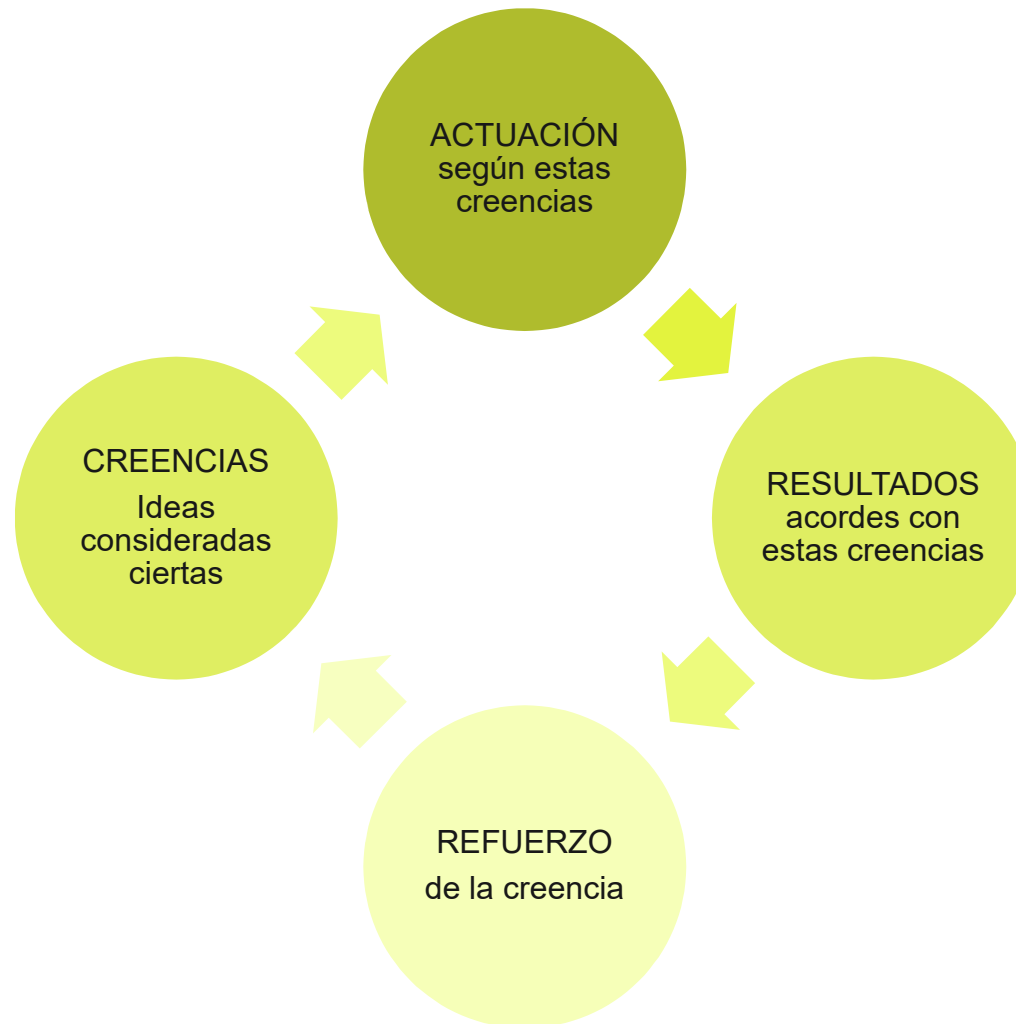 ACTUACIÓN
según estas
creencias
CREENCIAS
Ideas
consideradas
ciertas
RESULTADOS
acordes con
estas creencias
REFUERZO
de la creencia